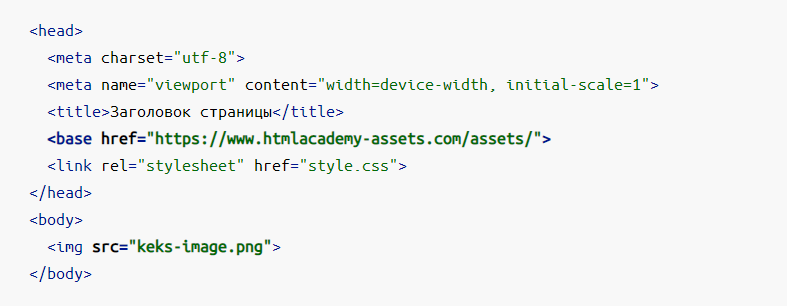 <head>
<meta charset="utf-8">
<meta name="viewport" content="width=device-width, initial-scale=1">
<title>Заголовок страницы</title>
<base href="https://www.htmlacademy-assets.com/assets/">
<link rel="stylesheet" href="style.css">
</head>
<body>
<img src="keks-image.png">
</body>